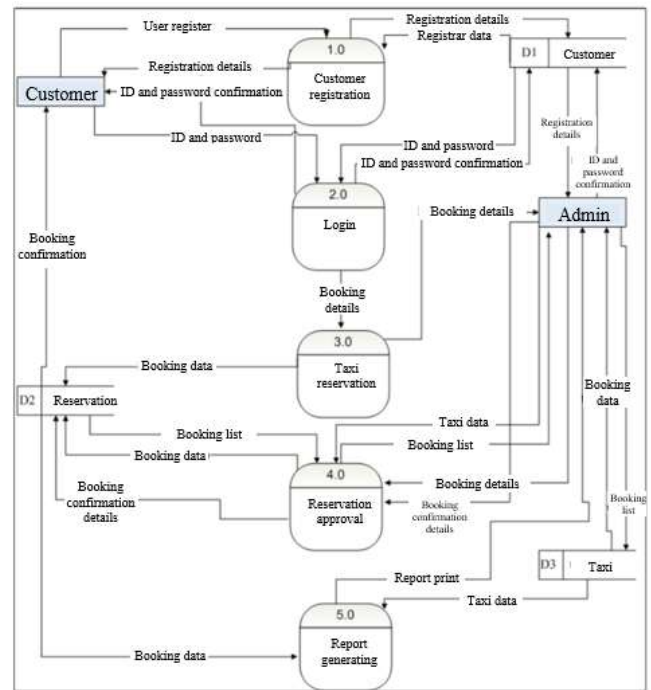 User register
Registration details
Registrar data
1.0
Customer
registration
D1
Customer
Registration details
ID and password confirmation
Customer
ID and password
ID and password
ID and password confirmation
Registration
details
ID and
password
confirmation
2.0
Login
Booking details
Admin
Booking
confirmation
Booking
details
3.0
Taxi
reservation
Booking data
Booking
data
D2
Reservation
Taxi data
Booking list
Booking list
Booking data
4.0
Reservation
approval
Booking details
Booking
confirmation
details
Booking
confirmation
details
Booking
list
D3
Taxi
Report print
Taxi data
5.0
Report
generating
Booking data